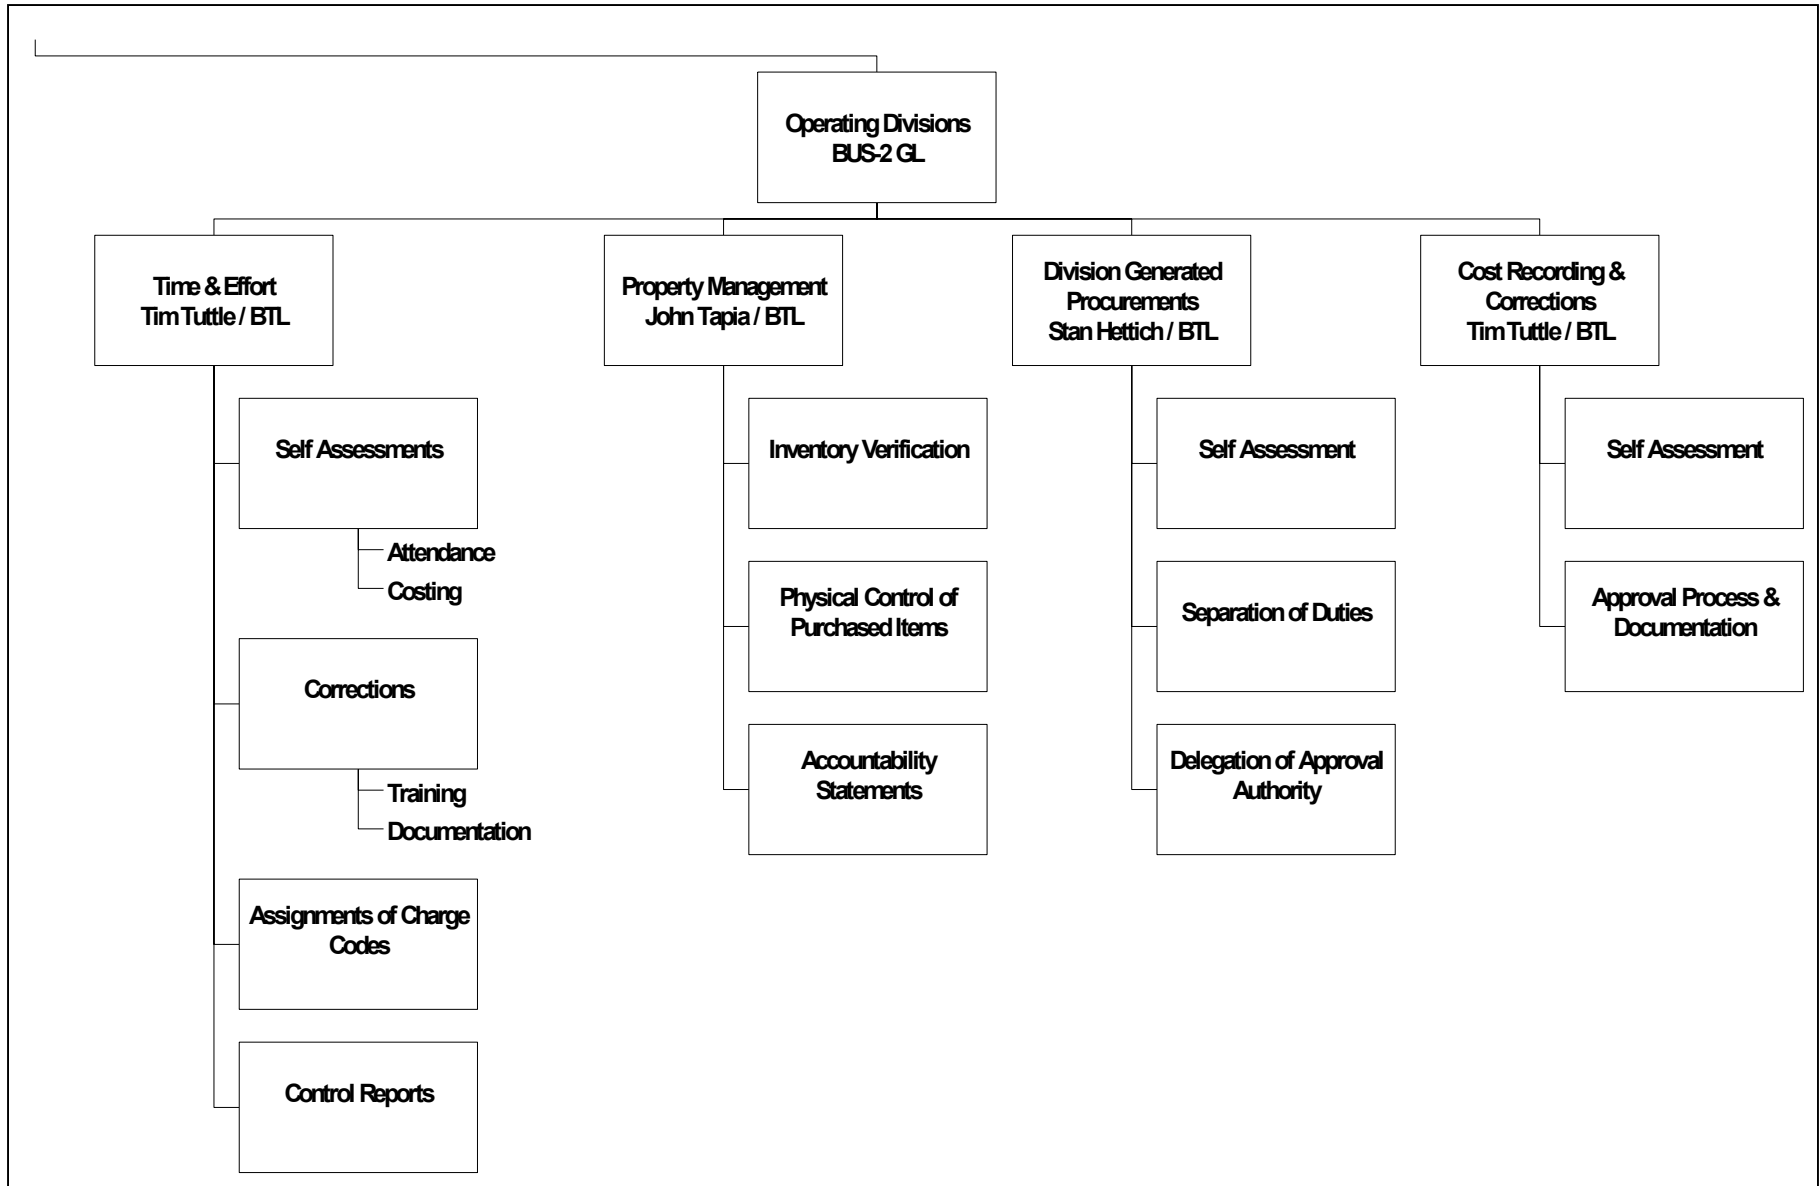 Operating Divisions
BUS-2 GL
Time & Effort
Tim Tuttle / BTL
Property Management
John Tapia / BTL
Division Generated
Procurements
Stan Hettich / BTL
Cost Recording &
Corrections
Tim Tuttle / BTL
Self Assessments
Attendance
Costing
Corrections
Training
Documentation
Assignments of Charge
Codes
Control Reports
Inventory Verification
Physical Control of
Purchased Items
Accountability
Statements
Self Assessment
Separation of Duties
Delegation of Approval
Authority
Self Assessment
Approval Process &
Documentation